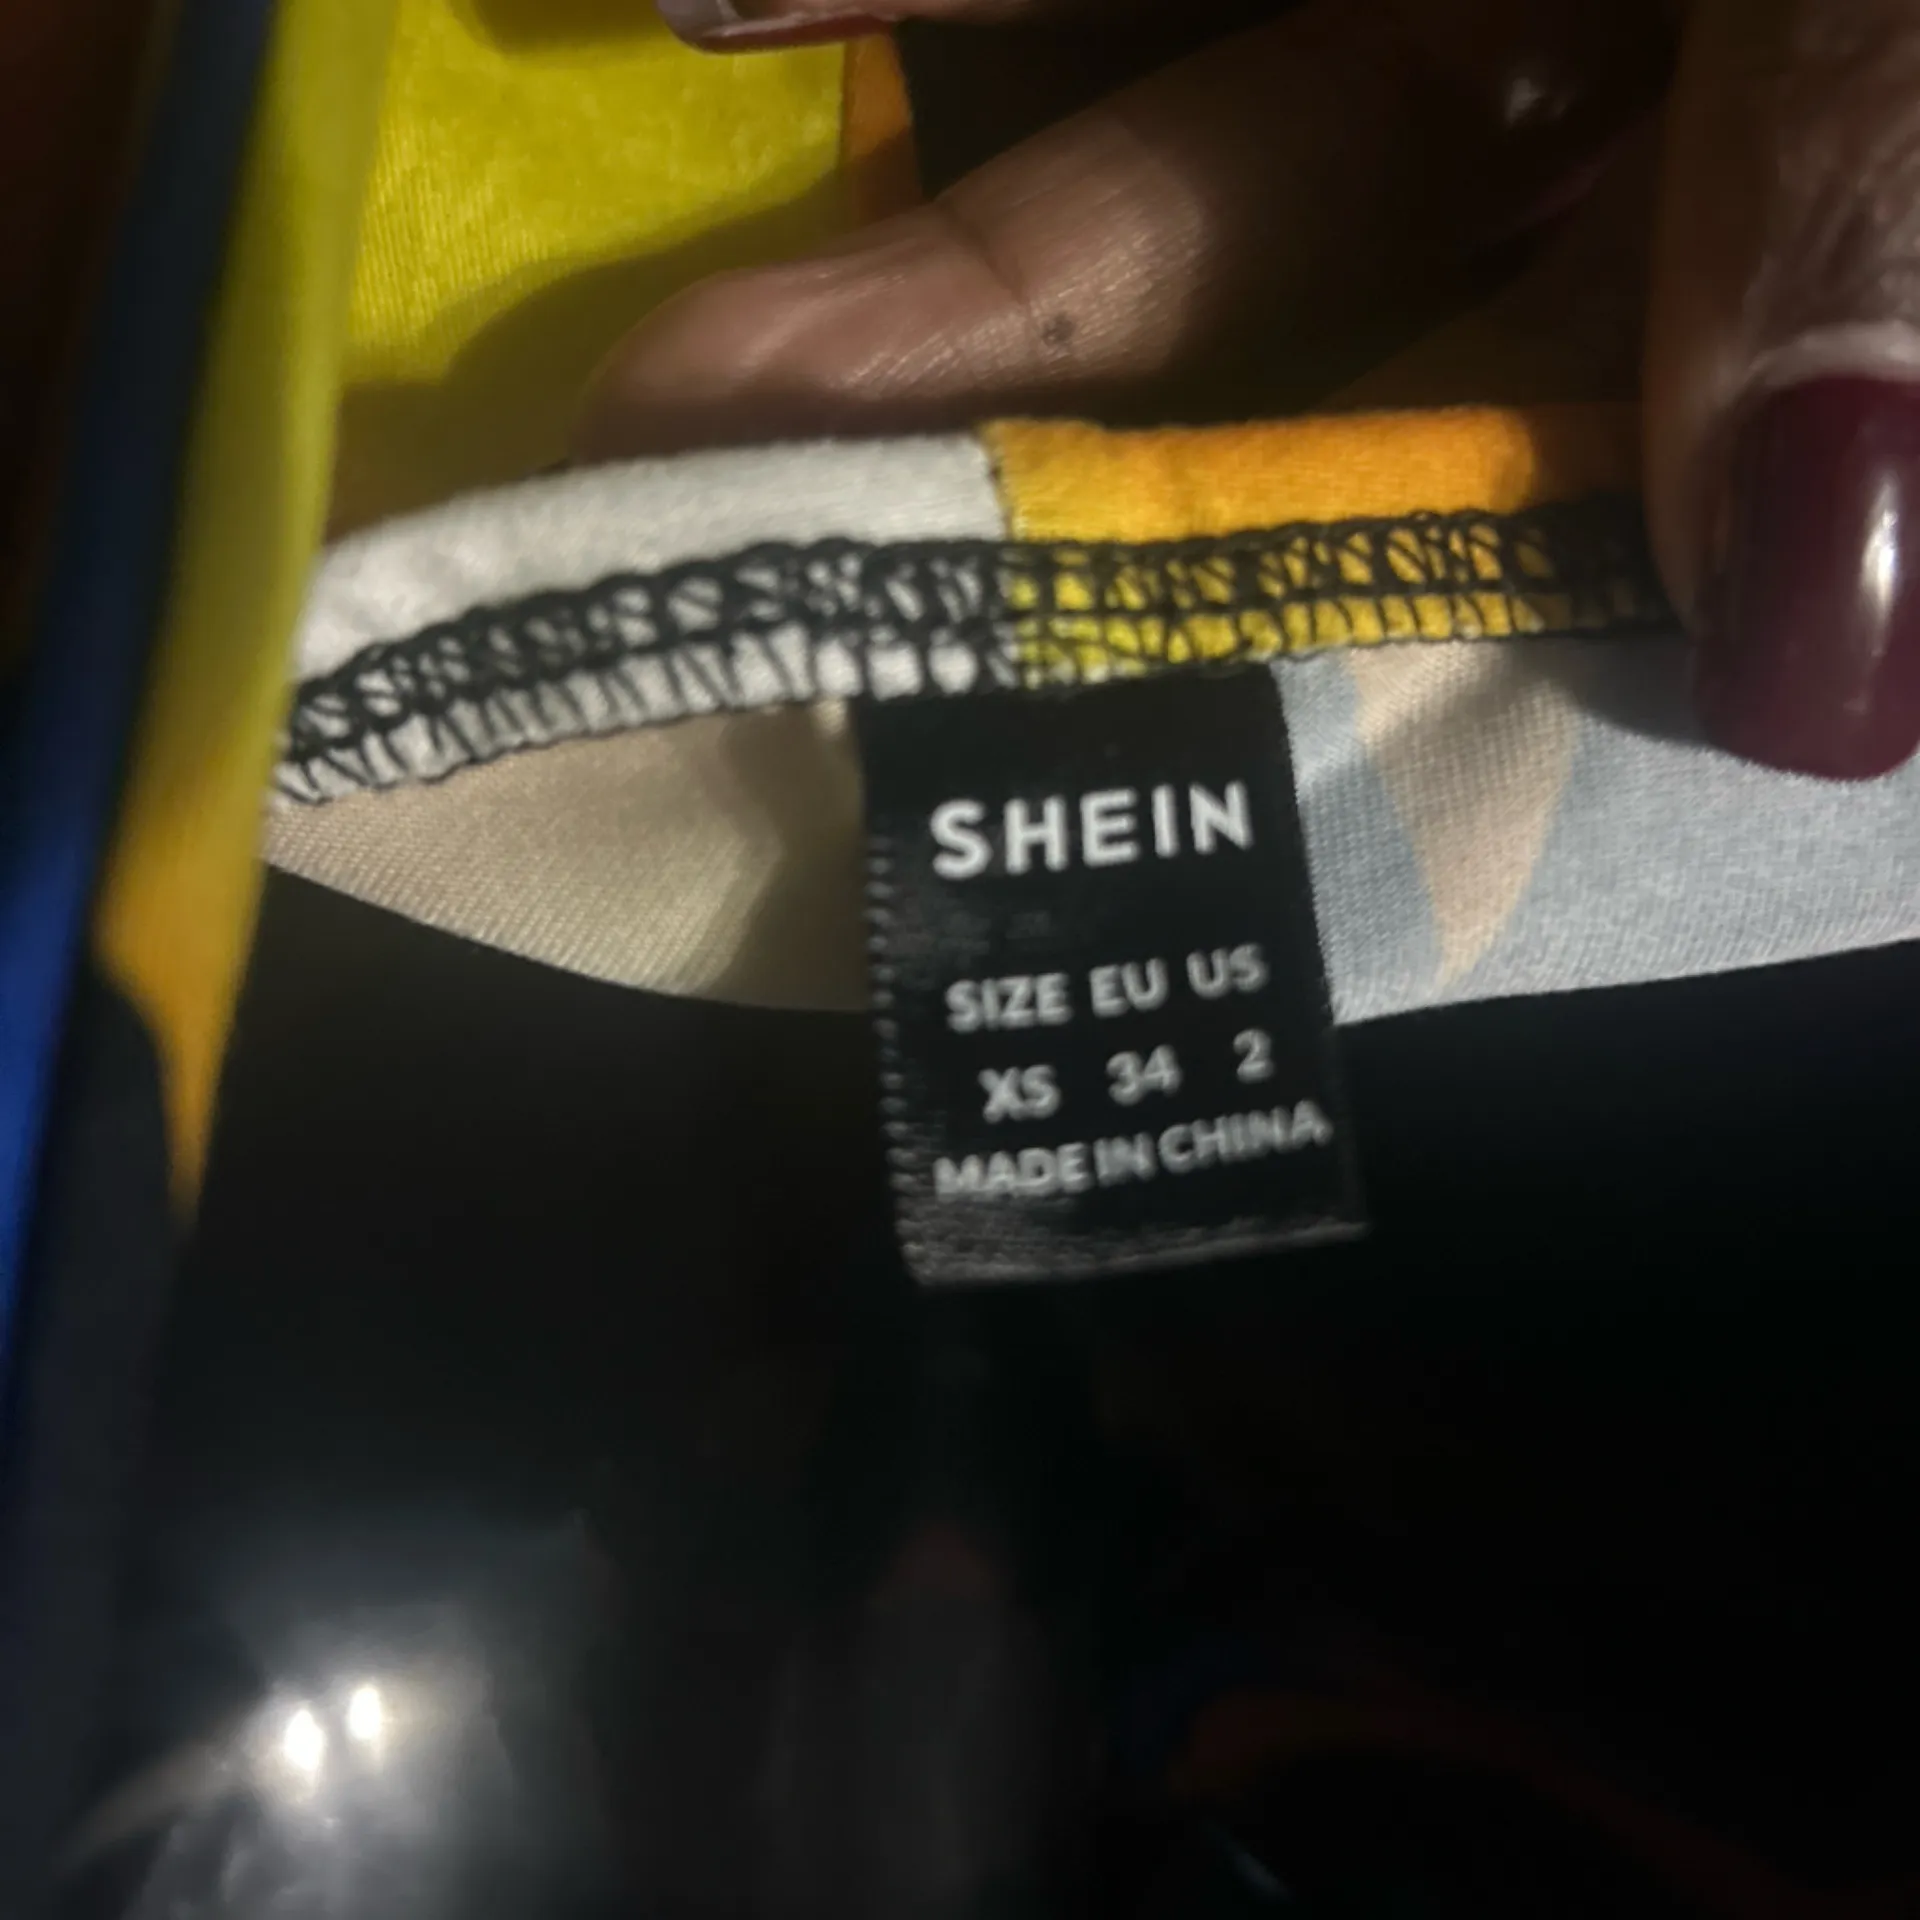 SHEIN
SIZE EU US
XS 34 2
MADE IN CHINA